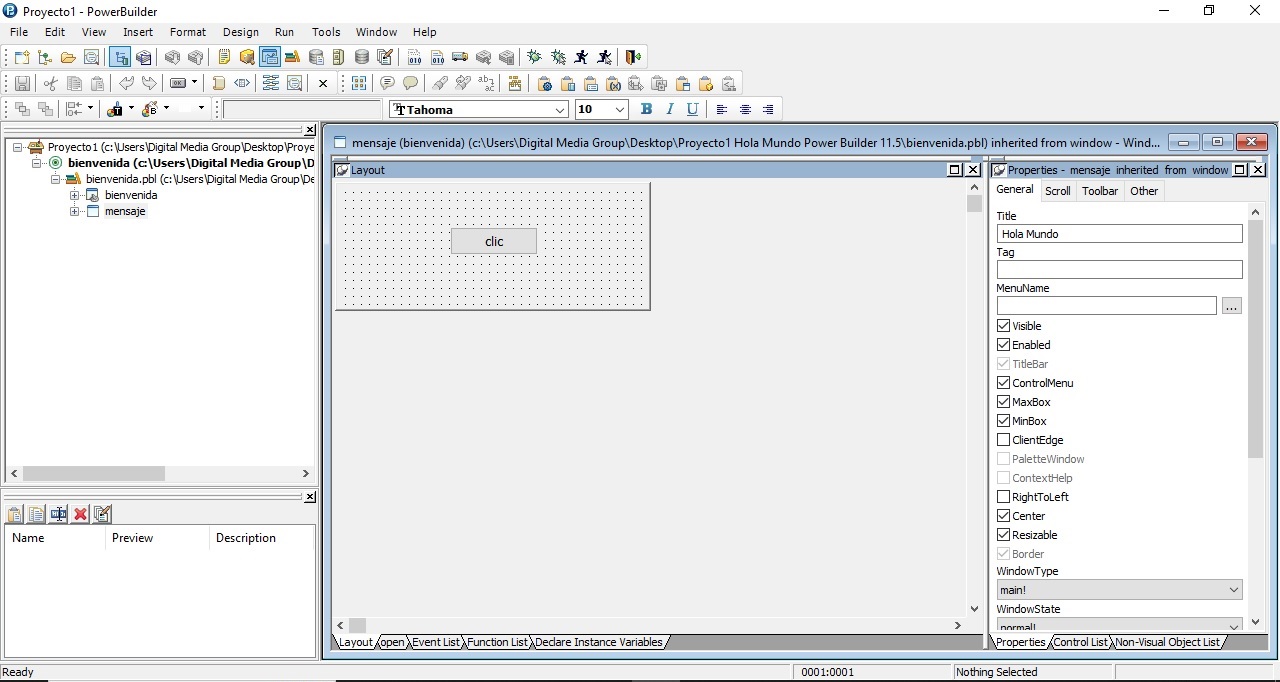 Proyecto1 - PowerBuilder
File Edit View Insert Format Design Run Tools Window Help
Tahoma 10 B I U
Proyecto1 (c:\Users\Digital Media Group\Desktop\Proye
bienvenida (c:\Users\Digital Media Group\D
bienvenida.pbl (c:\Users\Digital Media Group\De
bienvenida
mensaje
Name Preview Description
mensaje (bienvenida) (c:\Users\Digital Media Group\Desktop\Proyecto1 Hola Mundo Power Builder 11.5\bienvenida.pbl) inherited from window - Wind...
Layout
clic
Layout open Event List Function List Declare Instance Variables
Properties - mensaje inherited from window
General Scroll Toolbar Other
Title
Hola Mundo
Tag
MenuName
...
Visible
Enabled
TitleBar
ControlMenu
MaxBox
MinBox
ClientEdge
PaletteWindow
ContextHelp
RightToLeft
Center
Resizable
Border
WindowType
main!
WindowState
normal!
Properties Control List Non-Visual Object List
Ready 0001:0001 Nothing Selected